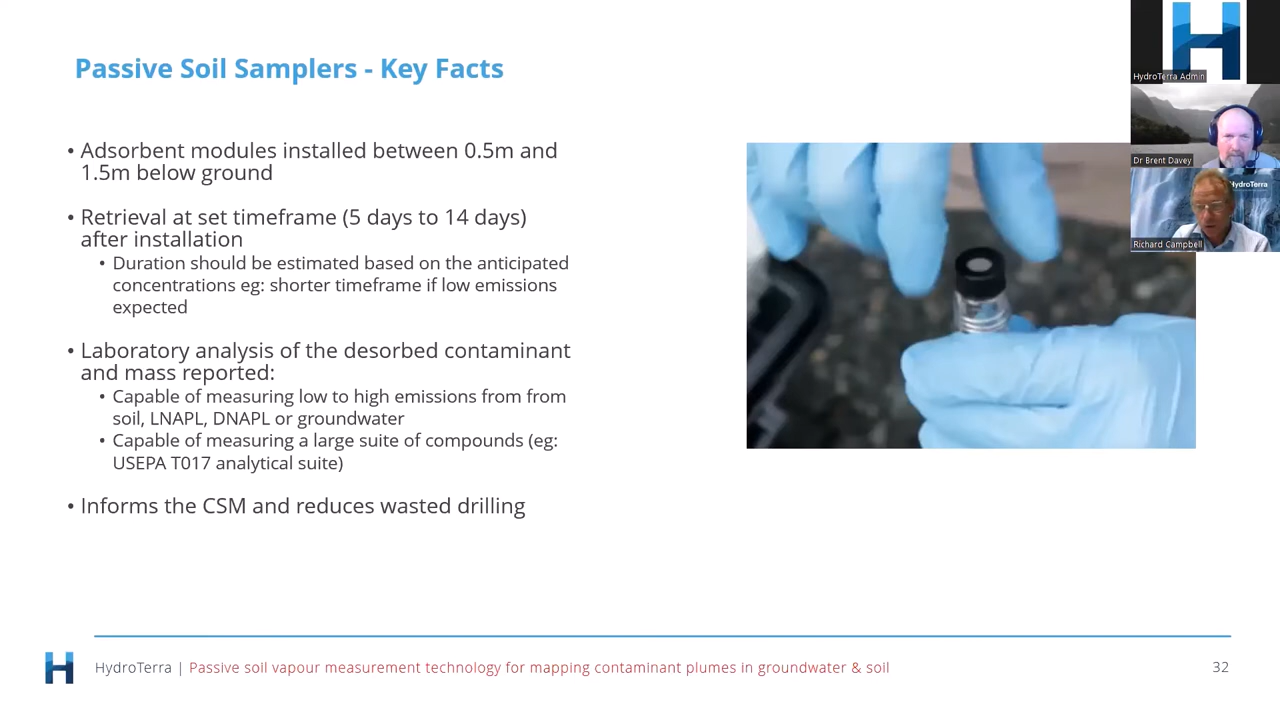 Passive Soil Samplers - Key Facts
• Adsorbent modules installed between 0.5m and
1.5m below ground
• Retrieval at set timeframe (5 days to 14 days)
after installation
• Duration should be estimated based on the anticipated
concentrations eg: shorter timeframe if low emissions
expected
• Laboratory analysis of the desorbed contaminant
and mass reported:
• Capable of measuring low to high emissions from from
soil, LNAPL, DNAPL or groundwater
• Capable of measuring a large suite of compounds (eg:
USEPA T017 analytical suite)
• Informs the CSM and reduces wasted drilling
HydroTerra Admin
Dr Brent Davey
HydroTerra
Richard Campbell
HydroTerra | Passive soil vapour measurement technology for mapping contaminant plumes in groundwater & soil
32